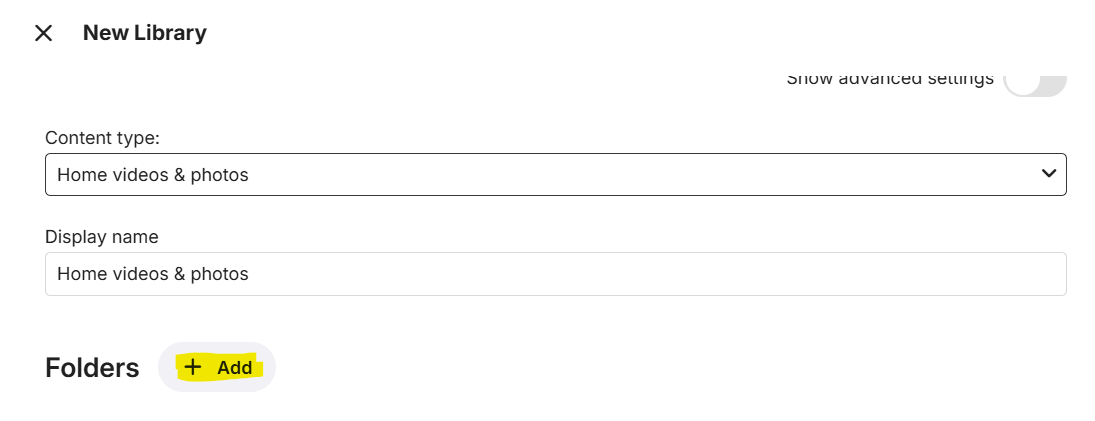 New Library
Show advanced settings
Content type:
Home videos & photos
Display name
Home videos & photos
Folders + Add